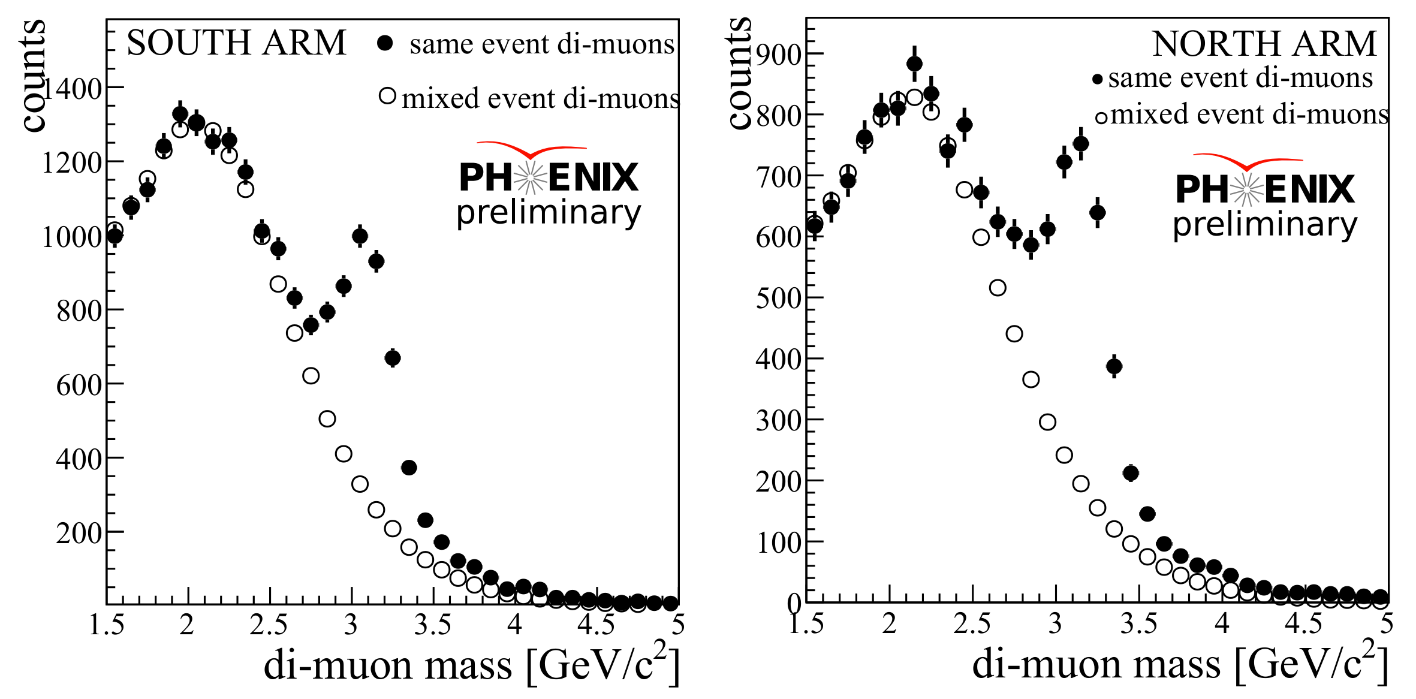 counts
SOUTH ARM
same event di-muons
mixed event di-muons
PHENIX
preliminary
1400
1200
1000
800
600
400
200
1.5 2 2.5 3 3.5 4 4.5 5
di-muon mass [GeV/c²]
counts
NORTH ARM
same event di-muons
mixed event di-muons
PHENIX
preliminary
900
800
700
600
500
400
300
200
100
0
1.5 2 2.5 3 3.5 4 4.5 5
di-muon mass [GeV/c²]